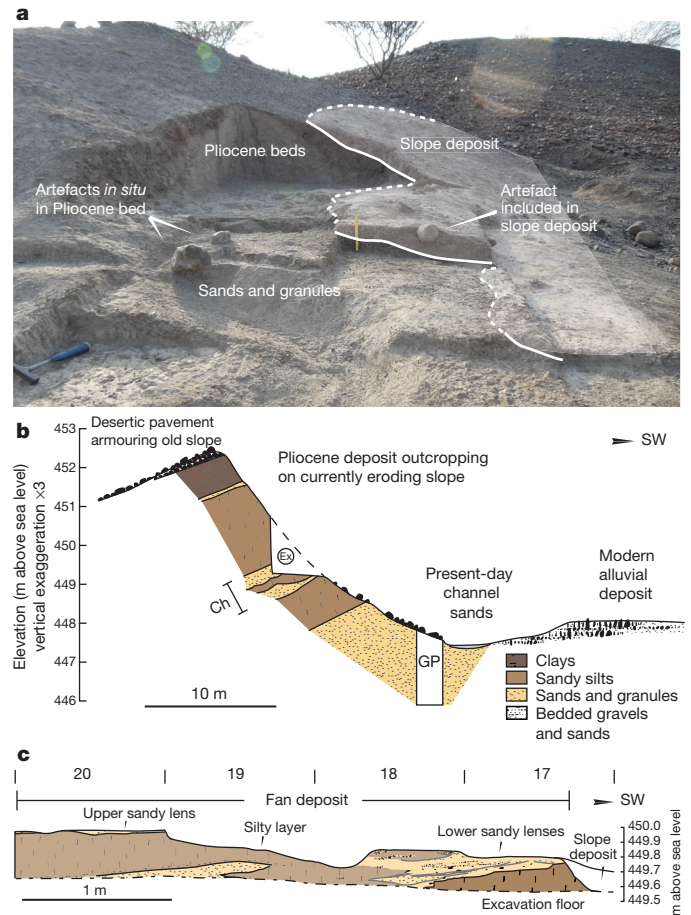 a
Pliocene beds
Slope deposit
Artefacts in situ
in Pliocene bed
Artefact
included in
slope deposit
Sands and granules
b
Desertic pavement
armouring old slope
SW
Pliocene deposit outcropping
on currently eroding slope
Elevation (m above sea level)
vertical exaggeration ×3
453
452
451
450
449
448
447
446
Ex
Ch
GP
Present-day
channel
sands
Modern
alluvial
deposit
10 m
Clays
Sandy silts
Sands and granules
Bedded gravels
and sands
c
20 19 18 17
Fan deposit
SW
Upper sandy lens
Silty layer
Lower sandy lenses
Slope
deposit
450.0
449.9
449.8
449.7
449.6
449.5
m above sea level
1 m
Excavation floor